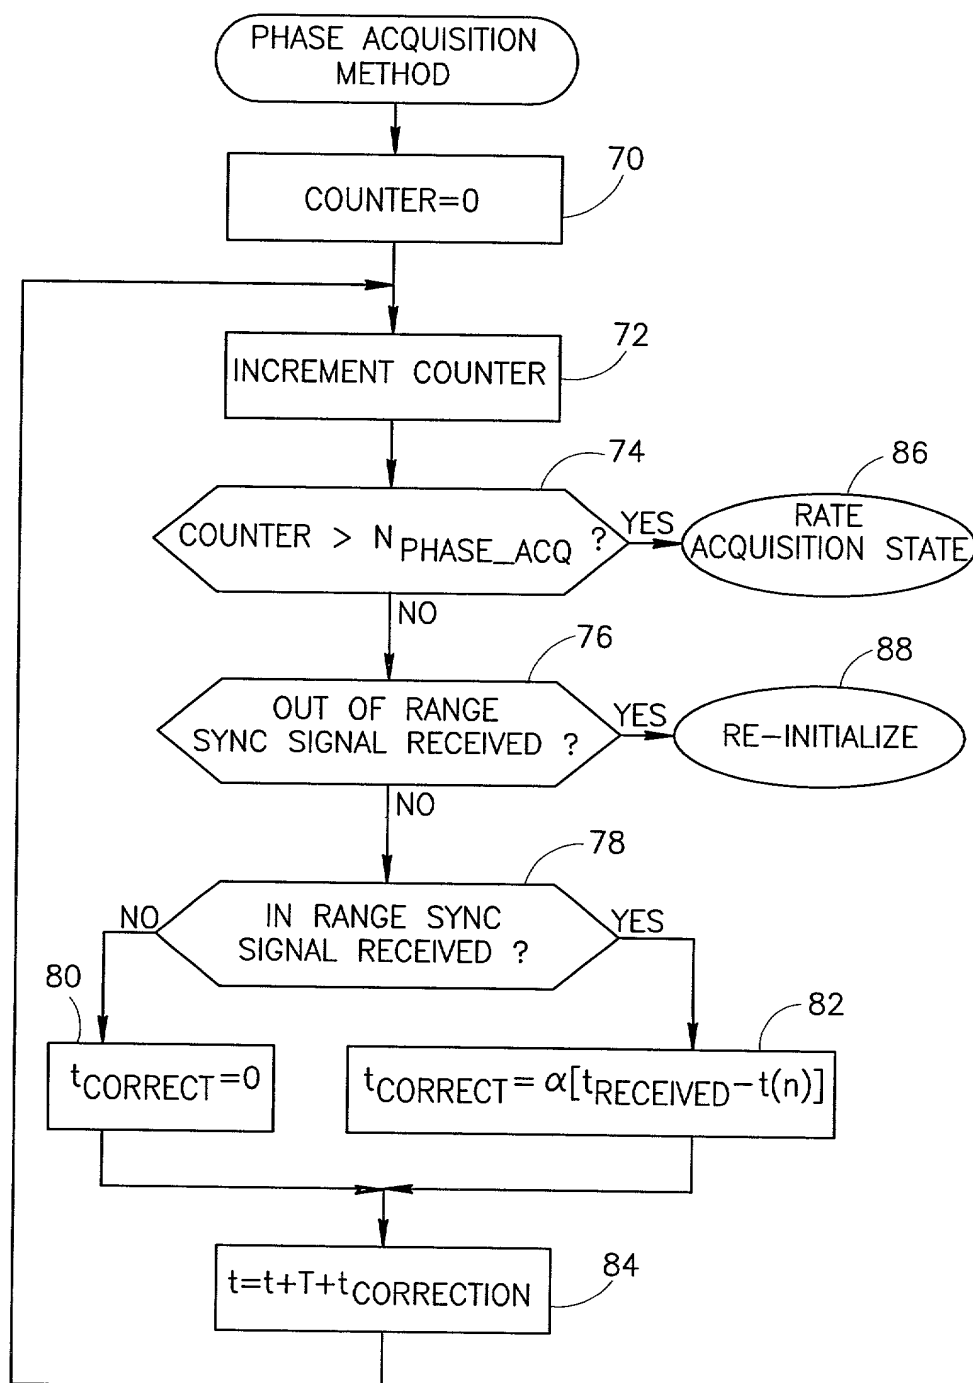 PHASE ACQUISITION
METHOD
70
COUNTER=0
72
INCREMENT COUNTER
74
COUNTER > N PHASE_ACQ ?
YES
86
RATE
ACQUISITION STATE
NO
76
OUT OF RANGE
SYNC SIGNAL RECEIVED ?
YES
88
RE-INITIALIZE
NO
78
IN RANGE SYNC
SIGNAL RECEIVED ?
NO
YES
80
tCORRECT=0
82
tCORRECT=α[tRECEIVED-t(n)]
t=t+T+tCORRECTION
84